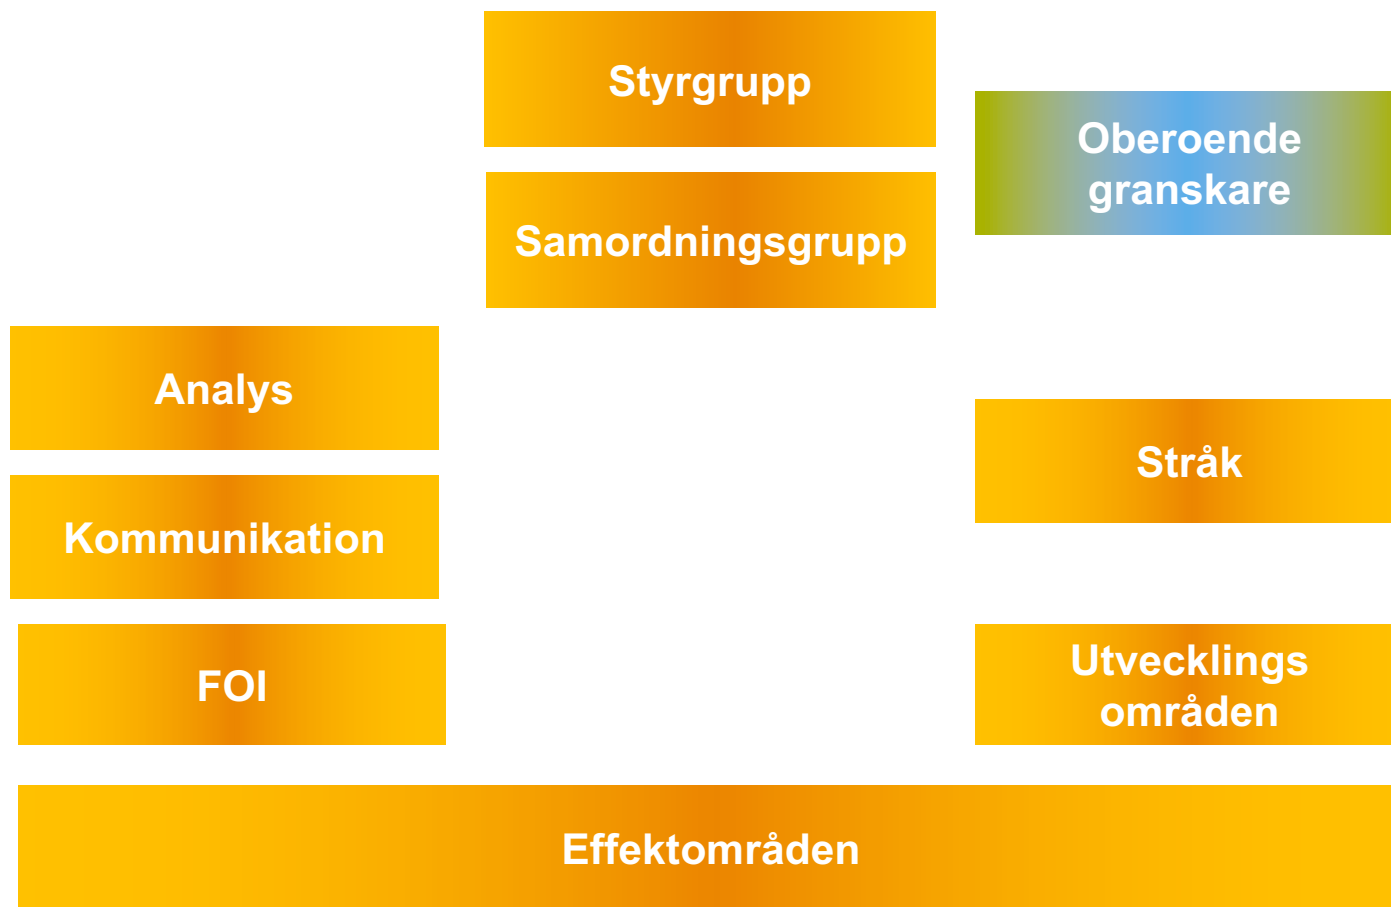 Styrgrupp
Oberoende
granskare
Samordningsgrupp
Analys
Stråk
Kommunikation
FOI
Utvecklings
områden
Effektområden